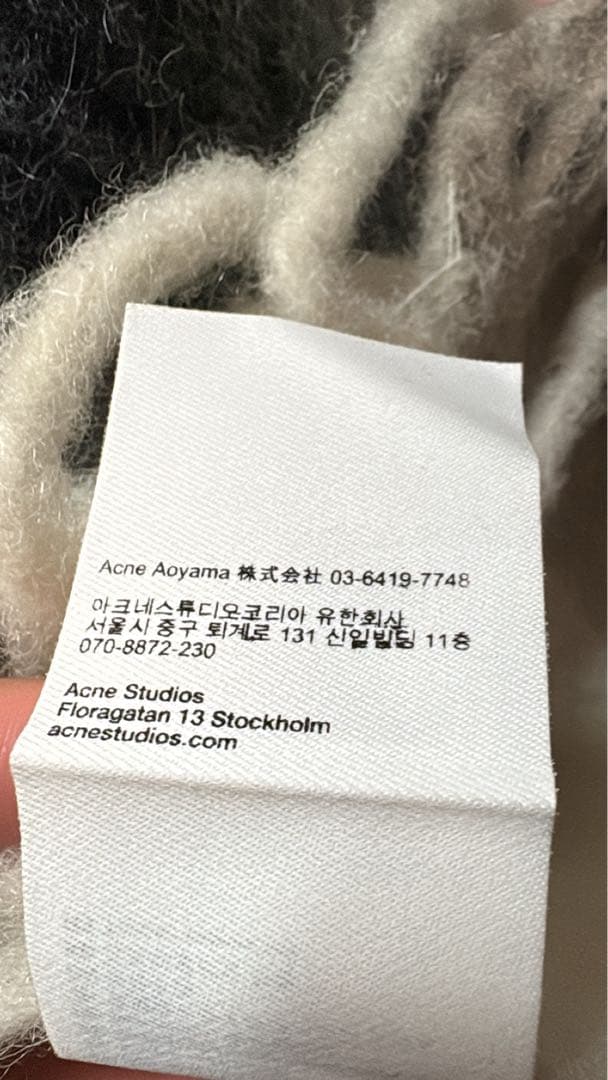 Acne Aoyama 株式会社 03-6419-7748
아크네스튜디오코리아 유한회사
서울시 중구 퇴계로 131 신일빌딩 11층
070-8872-230
Acne Studios
Floragatan 13 Stockholm
acnestudios.com